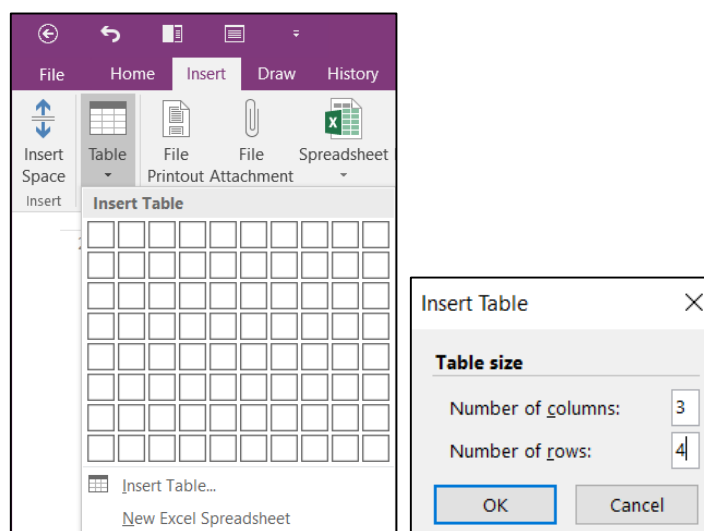 File Home Insert Draw History
Insert Space
Table
File Printout
File Attachment
Spreadsheet
Insert
Insert Table
Insert Table...
New Excel Spreadsheet
Insert Table
Table size
Number of columns: 3
Number of rows: 4
OK Cancel